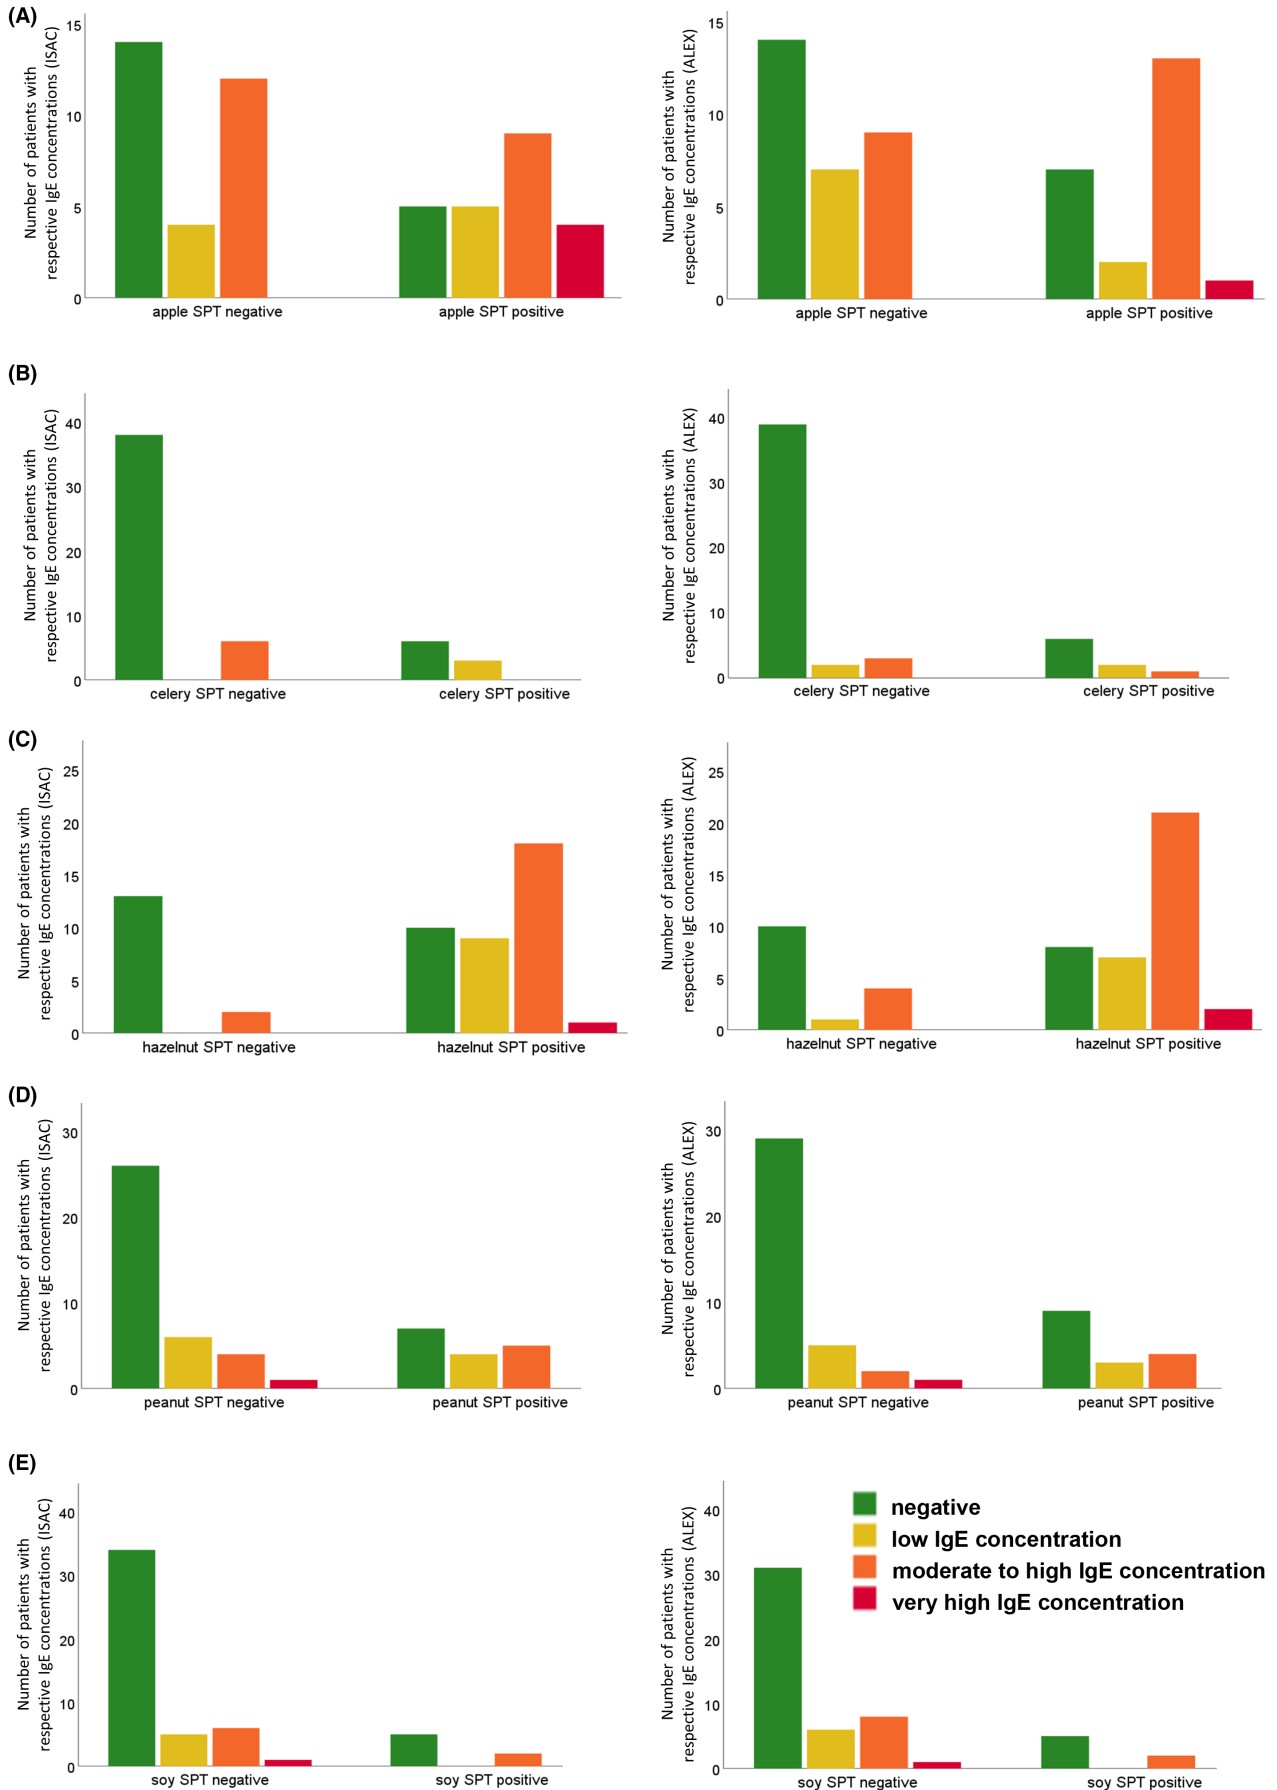 (A)
Number of patients with
respective IgE concentrations (ISAC)
15
10
5
0
apple SPT negative
apple SPT positive
Number of patients with
respective IgE concentrations (ALEX)
15
10
5
0
apple SPT negative
apple SPT positive
(B)
Number of patients with
respective IgE concentrations (ISAC)
40
30
20
10
0
celery SPT negative
celery SPT positive
Number of patients with
respective IgE concentrations (ALEX)
40
30
20
10
0
celery SPT negative
celery SPT positive
(C)
Number of patients with
respective IgE concentrations (ISAC)
25
20
15
10
5
0
hazelnut SPT negative
hazelnut SPT positive
Number of patients with
respective IgE concentrations (ALEX)
25
20
15
10
5
0
hazelnut SPT negative
hazelnut SPT positive
(D)
Number of patients with
respective IgE concentrations (ISAC)
30
20
10
0
peanut SPT negative
peanut SPT positive
Number of patients with
respective IgE concentrations (ALEX)
30
20
10
0
peanut SPT negative
peanut SPT positive
(E)
Number of patients with
respective IgE concentrations (ISAC)
40
30
20
10
0
soy SPT negative
soy SPT positive
Number of patients with
respective IgE concentrations (ALEX)
40
30
20
10
0
soy SPT negative
soy SPT positive
negative
low IgE concentration
moderate to high IgE concentration
very high IgE concentration